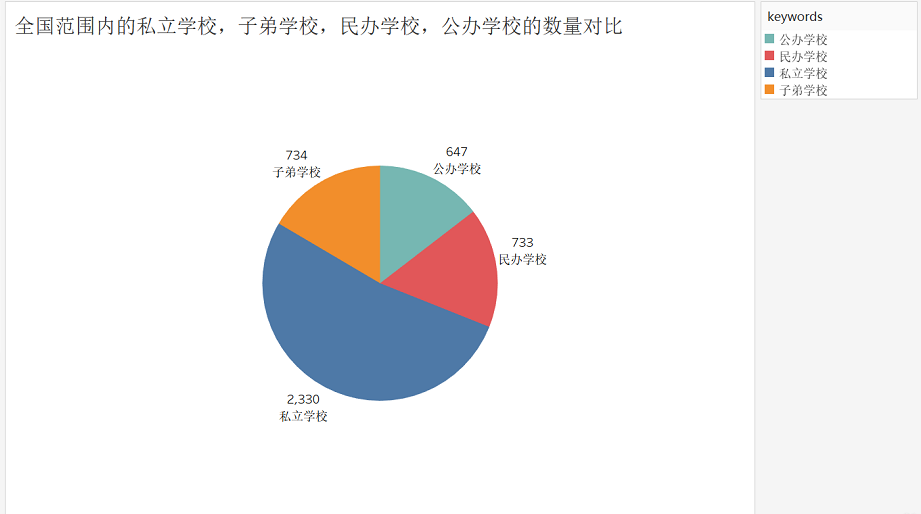 全国范围内的私立学校，子弟学校，民办学校，公办学校的数量对比
keywords
公办学校
民办学校
私立学校
子弟学校
647
公办学校
734
子弟学校
733
民办学校
2,330
私立学校